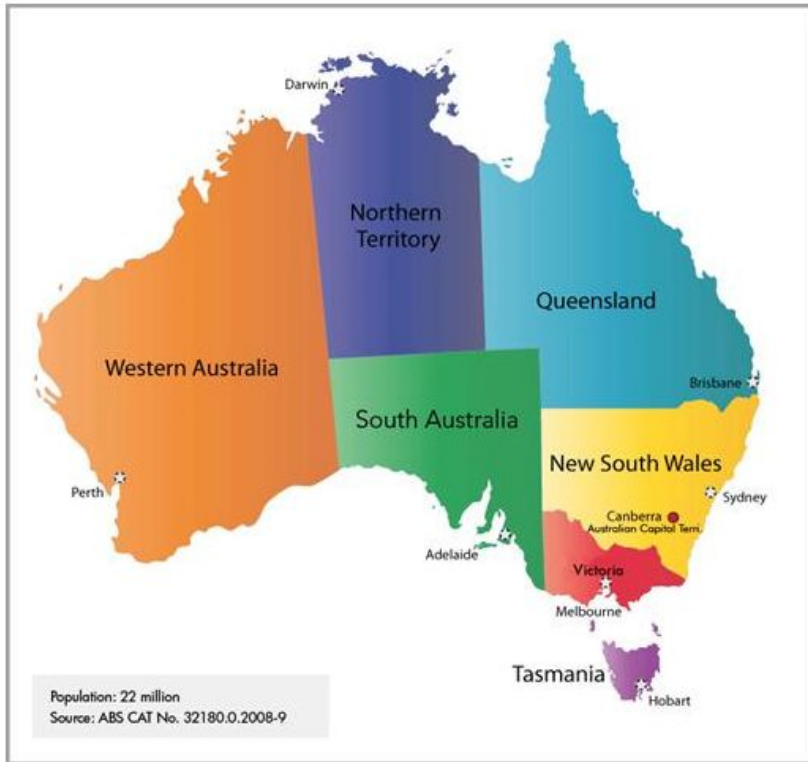 Darwin
Northern
Territory
Queensland
Western Australia
Brisbane
South Australia
New South Wales
Perth
Sydney
Canberra
Australian Capital Terri.
Adelaide
Victoria
Melbourne
Tasmania
Hobart
Population: 22 million
Source: ABS CAT No. 32180.0.2008-9